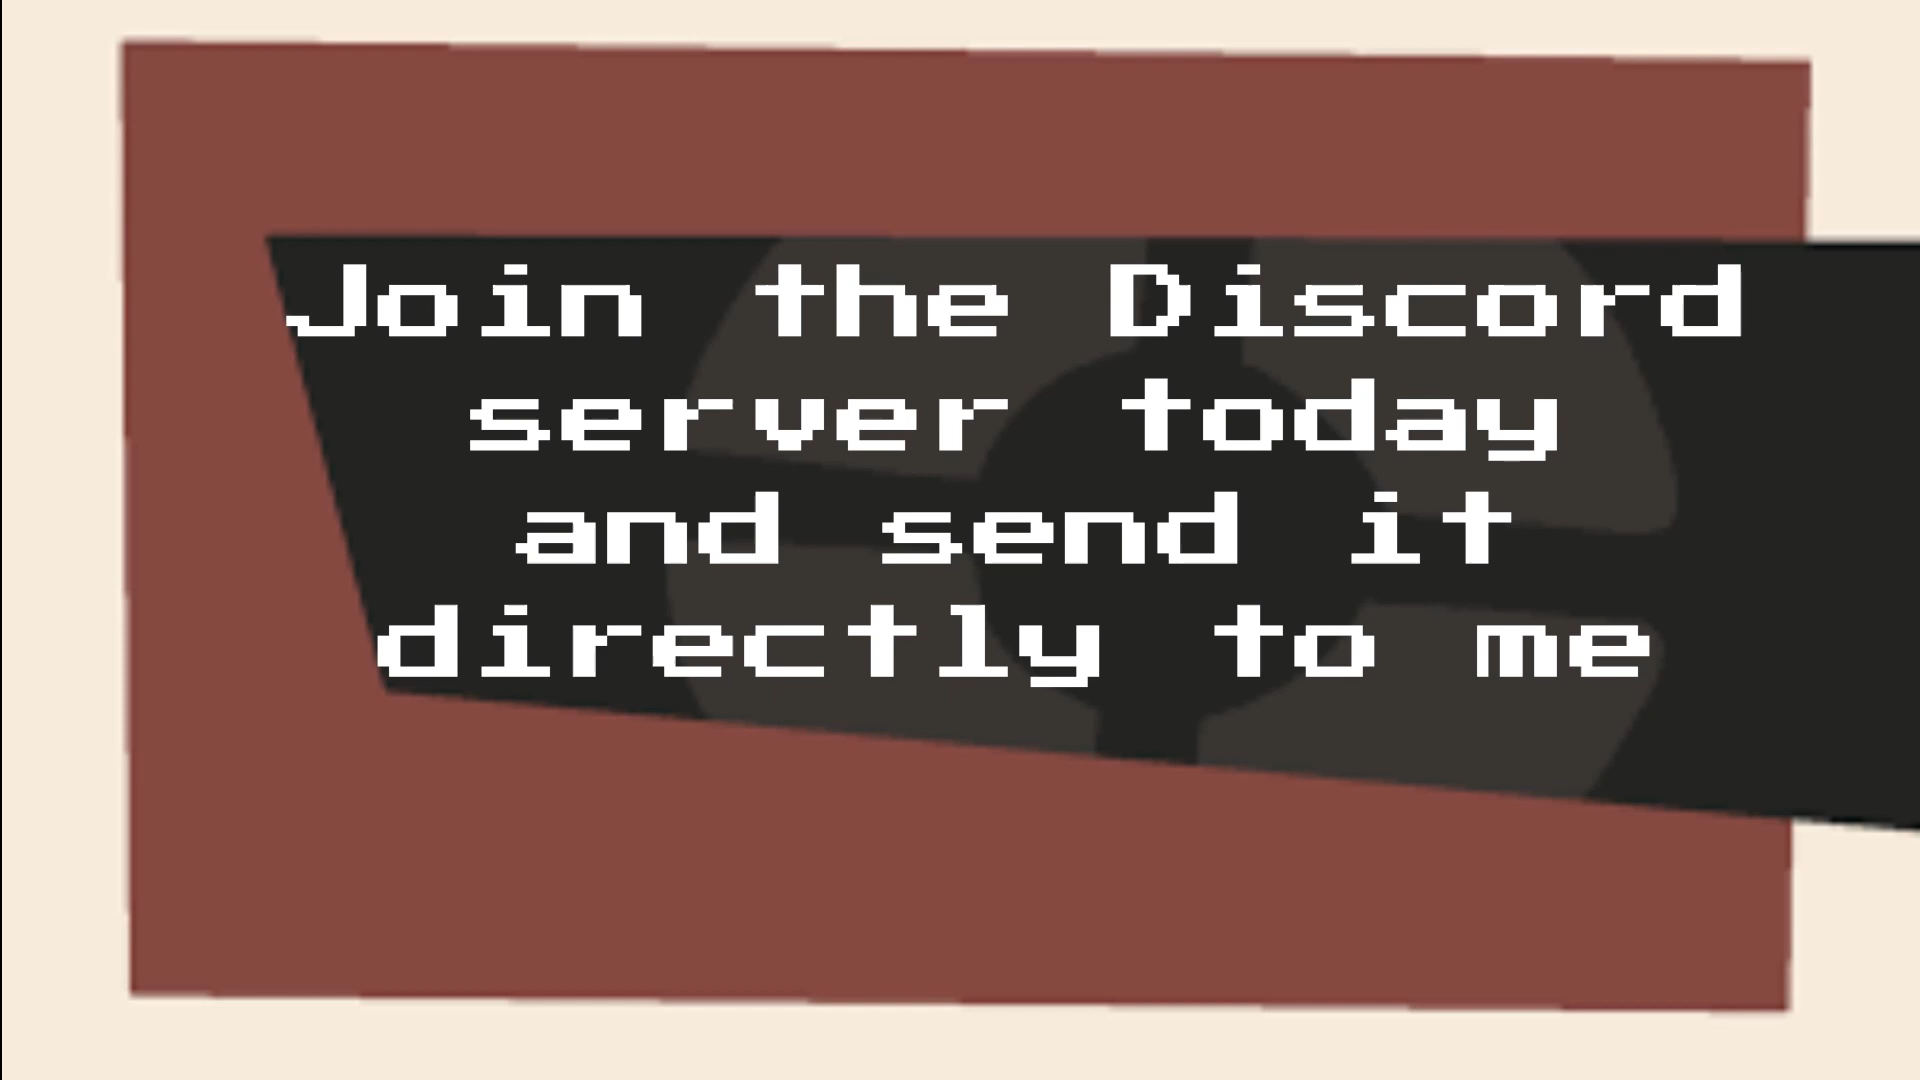 Join the Discord
server today
and send it
directly to me